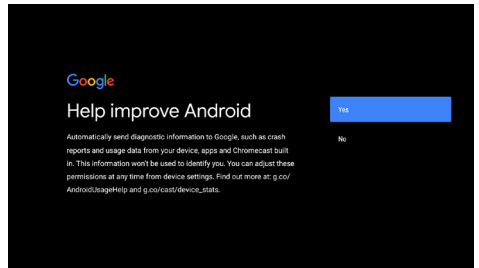 Google
Help improve Android
Automatically send diagnostic information to Google, such as crash
reports and usage data from your device, apps and Chromecast built
in. This information won't be used to identify you. You can adjust these
permissions at any time from device settings. Find out more at: g.co/
AndroidUsageHelp and g.co/cast/device_stats.
Yes
No